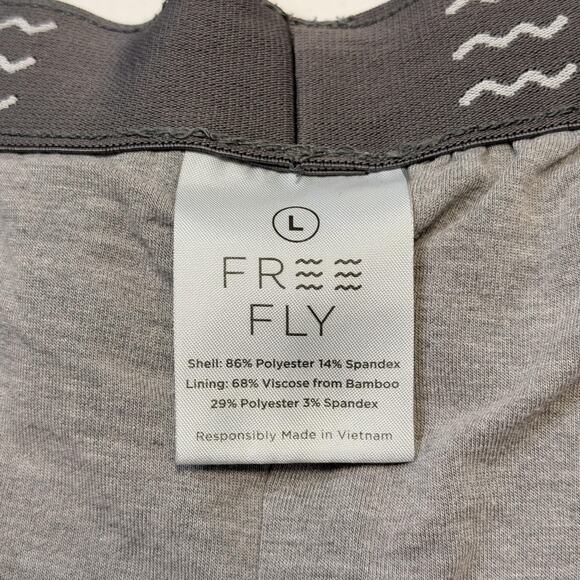 L
FREE
FLY
Shell: 86% Polyester 14% Spandex
Lining: 68% Viscose from Bamboo
29% Polyester 3% Spandex
Responsibly Made in Vietnam